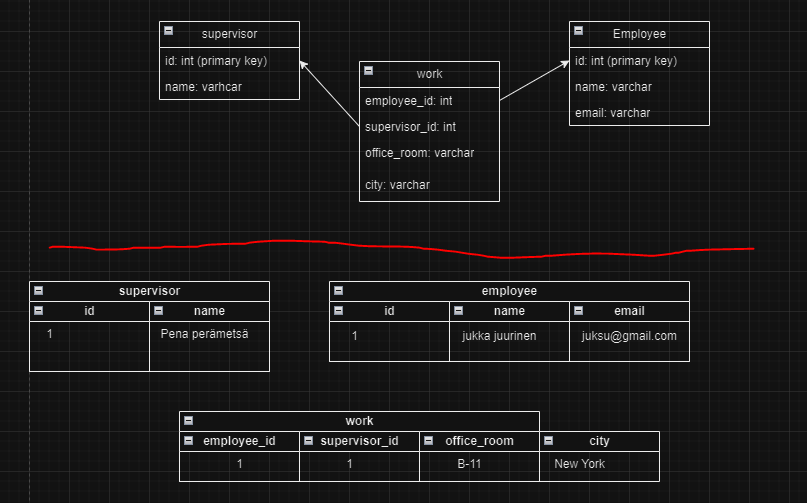 supervisor
id: int (primary key)
name: varhcar
work
employee_id: int
supervisor_id: int
office_room: varchar
city: varchar
Employee
id: int (primary key)
name: varchar
email: varchar
supervisor
id name
1 Pena perämetsä
employee
id name email
1 jukka juurinen juksu@gmail.com
work
employee_id supervisor_id office_room city
1 1 B-11 New York